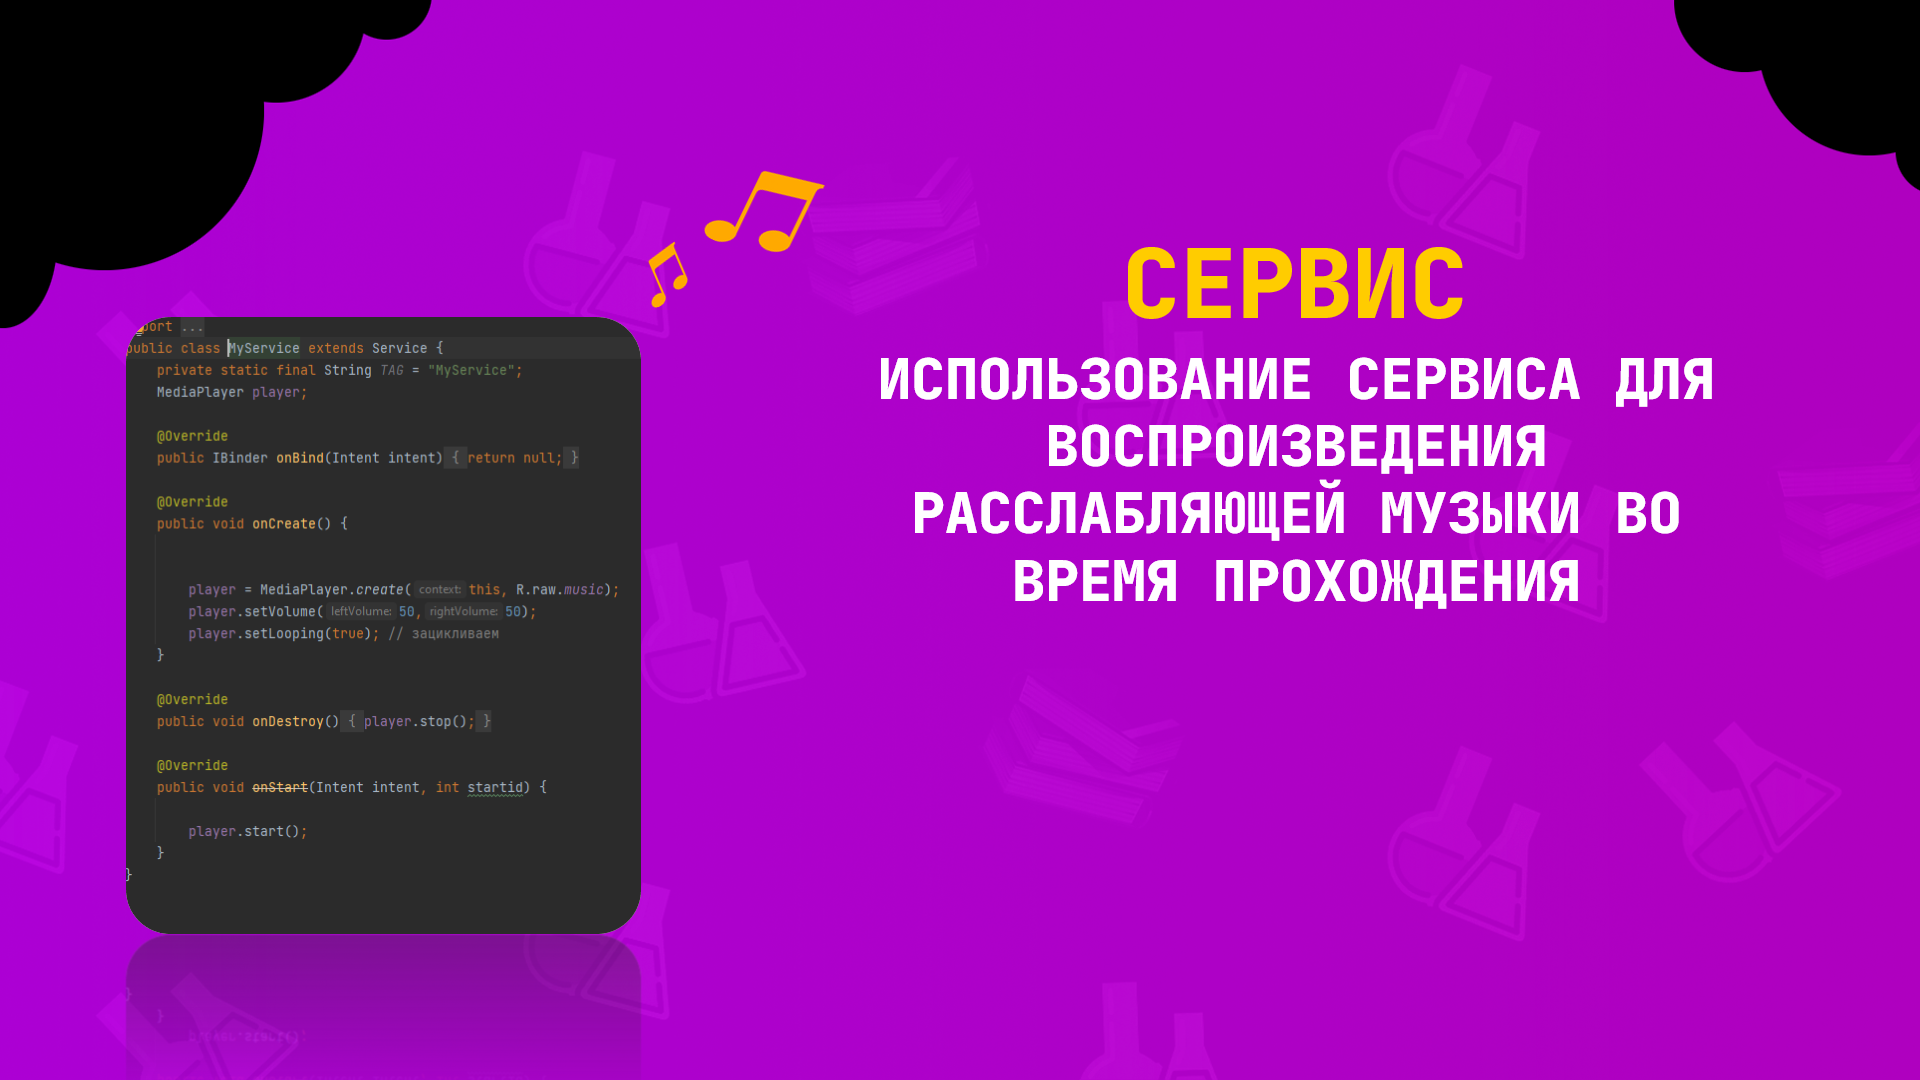 port ...
public class MyService extends Service {
private static final String TAG = "MyService";
MediaPlayer player;
@Override
public IBinder onBind(Intent intent) { return null; }
@Override
public void onCreate() {
player = MediaPlayer.create( context: this, R.raw.music);
player.setVolume( leftVolume: 50, rightVolume: 50);
player.setLooping(true); // зацикливаем
}
@Override
public void onDestroy() { player.stop(); }
@Override
public void onStart(Intent intent, int startid) {
player.start();
}
}
СЕРВИС
ИСПОЛЬЗОВАНИЕ СЕРВИСА ДЛЯ
ВОСПРОИЗВЕДЕНИЯ
РАССЛАБЛЯЮЩЕЙ МУЗЫКИ ВО
ВРЕМЯ ПРОХОЖДЕНИЯ